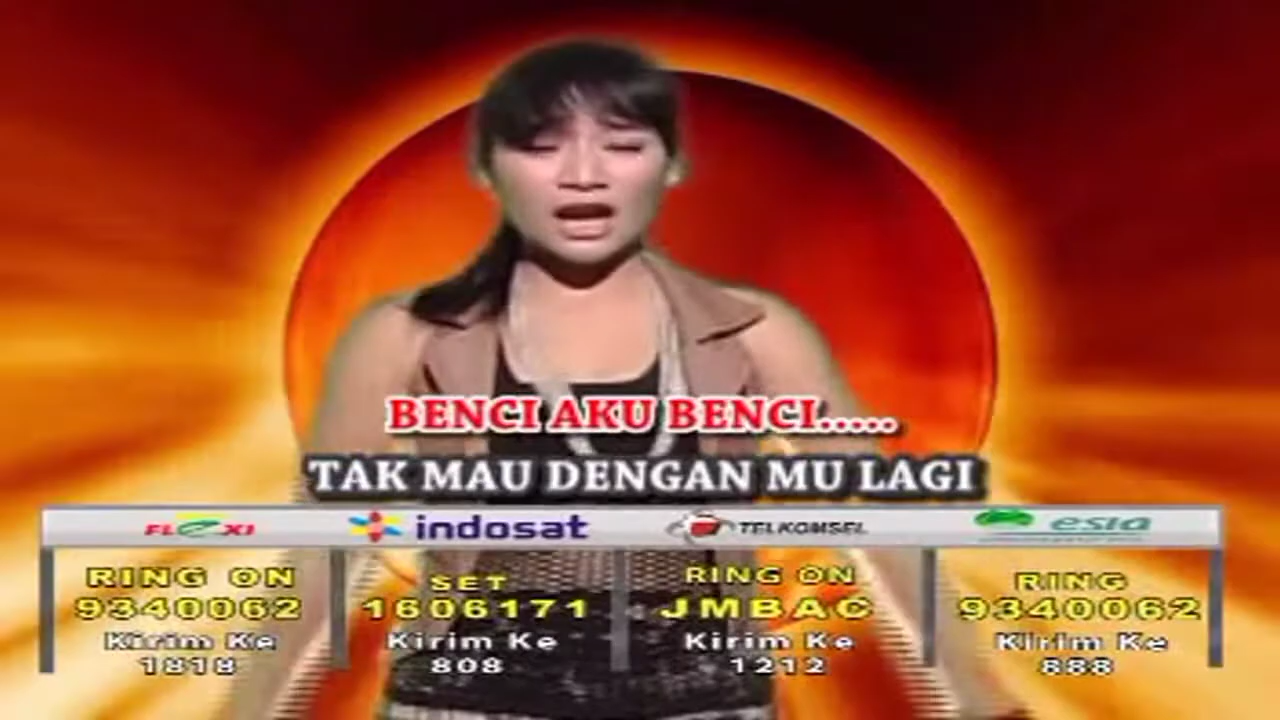 BENCI AKU BENCI.....
TAK MAU DENGAN MU LAGI
FLEXI
indosat
TELKOMSEL
esia
RING ON
9340062
Kirim Ke
1818
SET
1606171
Kirim Ke
808
RING ON
JMBAC
Kirim Ke
1212
RING
9340062
Kirim Ke
888